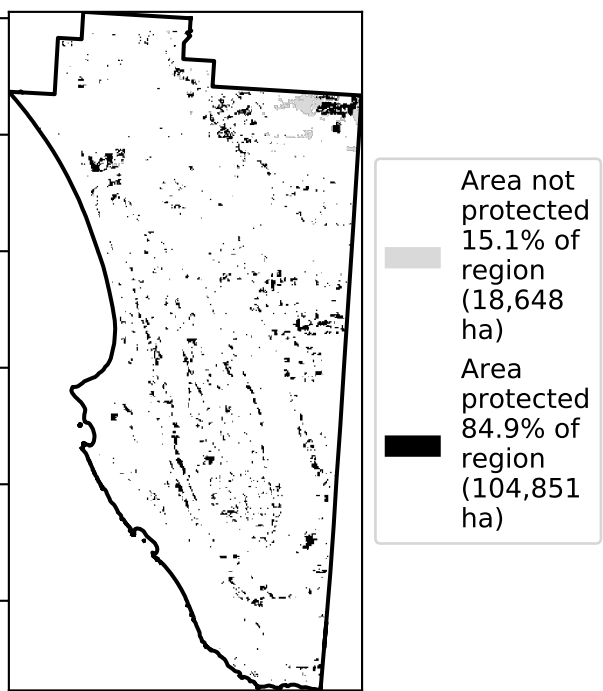 Area not
protected
15.1% of
region
(18,648
ha)
Area
protected
84.9% of
region
(104,851
ha)